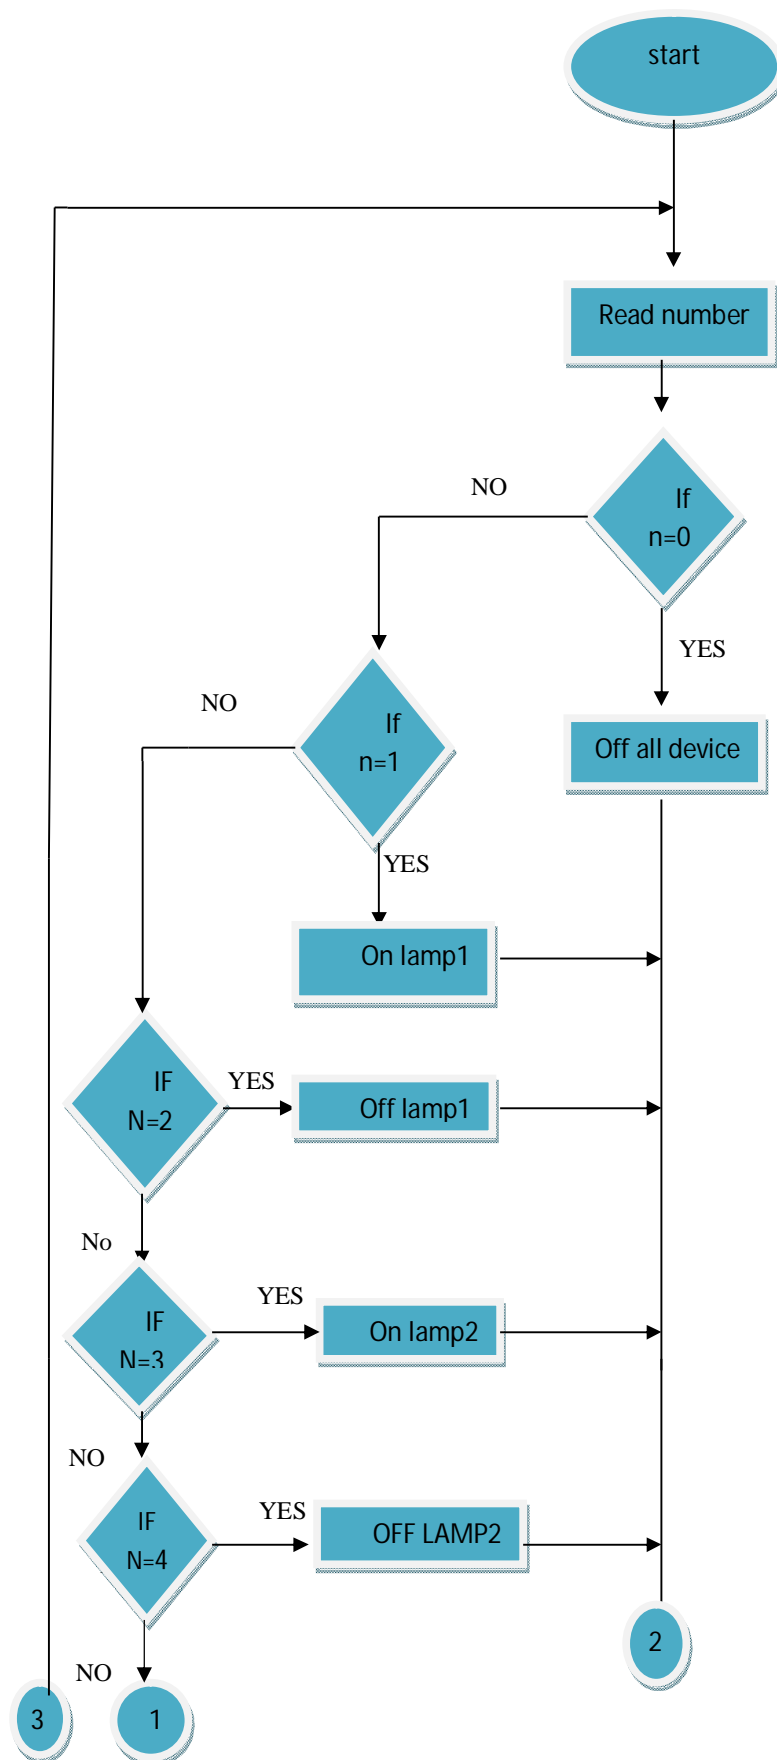 start
Read number
NO
If
n=0
YES
NO
If
n=1
Off all device
YES
On lamp1
IF
N=2
YES
Off lamp1
No
IF
N=3
YES
On lamp2
NO
IF
N=4
YES
OFF LAMP2
2
NO
3
1